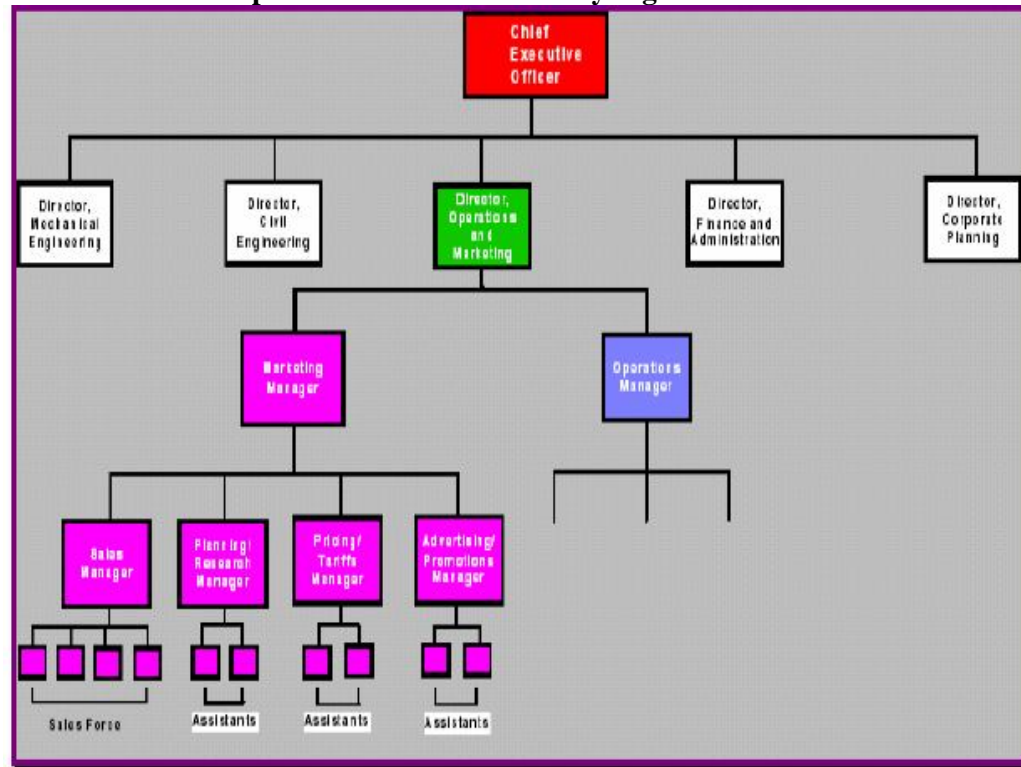 Chief
Executive
Officer
Director,
Mechanical
Engineering
Director,
Civil
Engineering
Director,
Operations
and
Marketing
Director,
Finance and
Administration
Director,
Corporate
Planning
Marketing
Manager
Operations
Manager
Sales
Manager
Planning/
Research
Manager
Pricing/
Tariffs
Manager
Advertising/
Promotions
Manager
Sales Force
Assistants
Assistants
Assistants